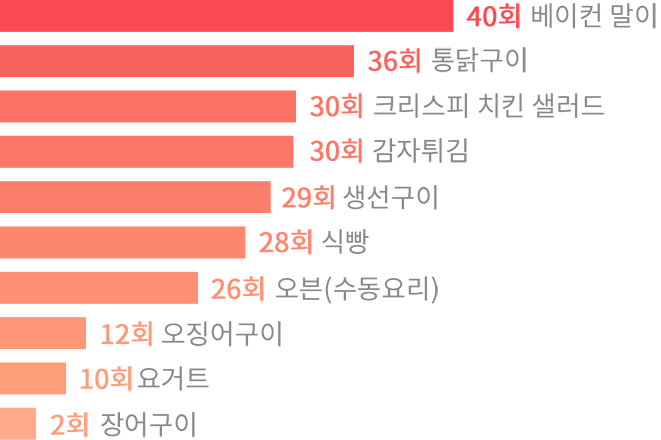 40회 베이컨 말이
36회 통닭구이
30회 크리스피 치킨 샐러드
30회 감자튀김
29회 생선구이
28회 식빵
26회 오븐(수동요리)
12회 오징어구이
10회 요거트
2회 장어구이